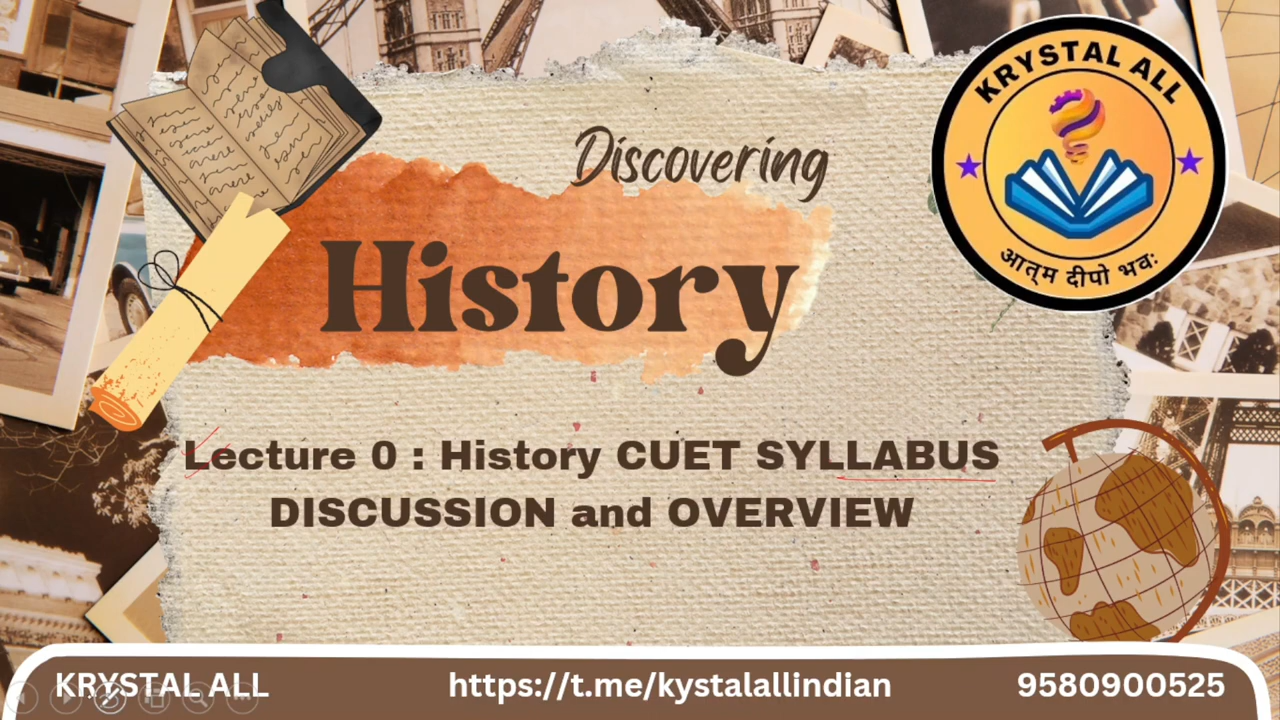 KRYSTAL ALL
आत्म दीपो भवः
Discovering
History
Lecture 0 : History CUET SYLLABUS
DISCUSSION and OVERVIEW
KRYSTAL ALL https://t.me/kystalallindian 9580900525